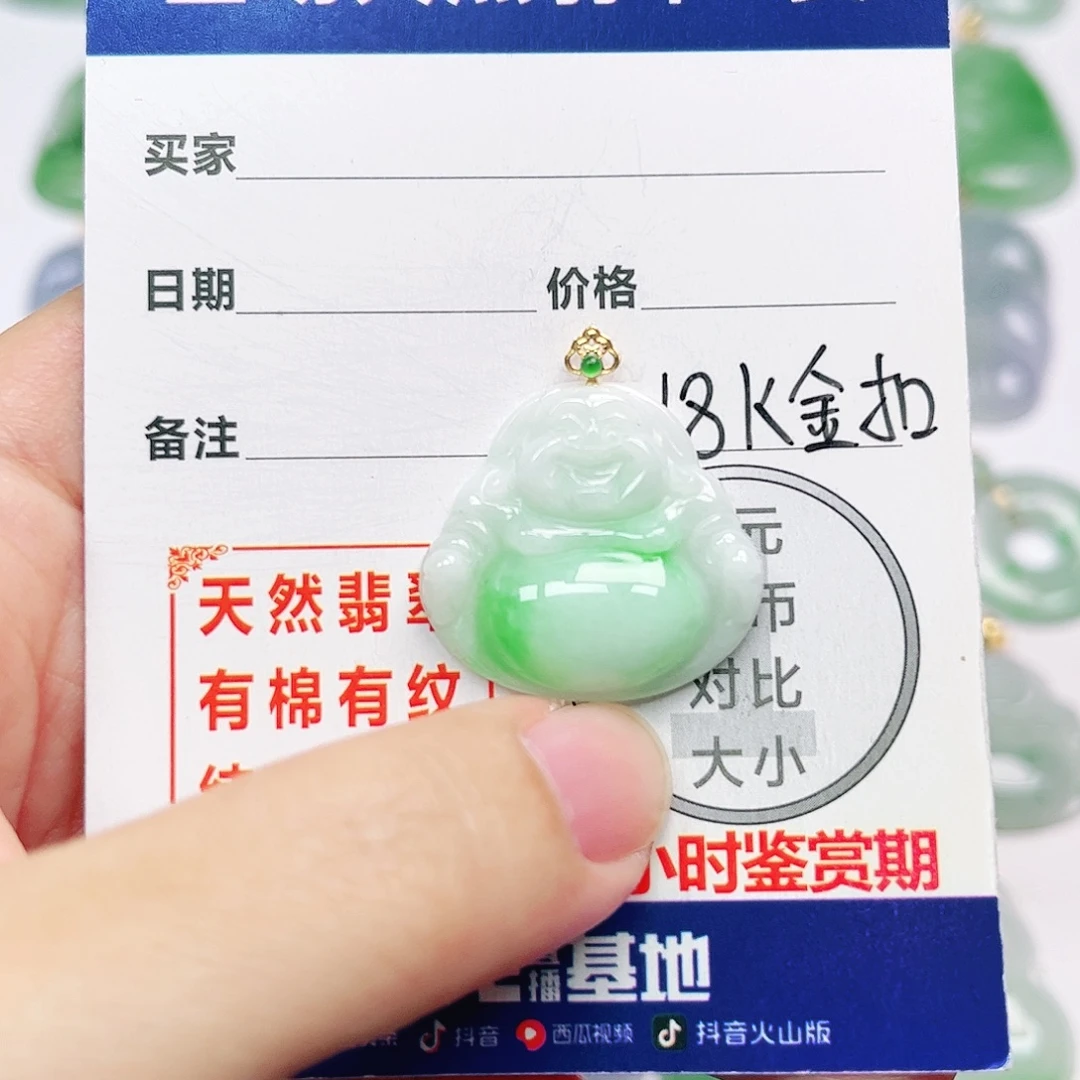 买家
日期 价格
备注 18K金扣
元
币
天然翡翠
有棉有纹
对比
大小
小时鉴赏期
播基地
抖音 西瓜视频 抖音火山版